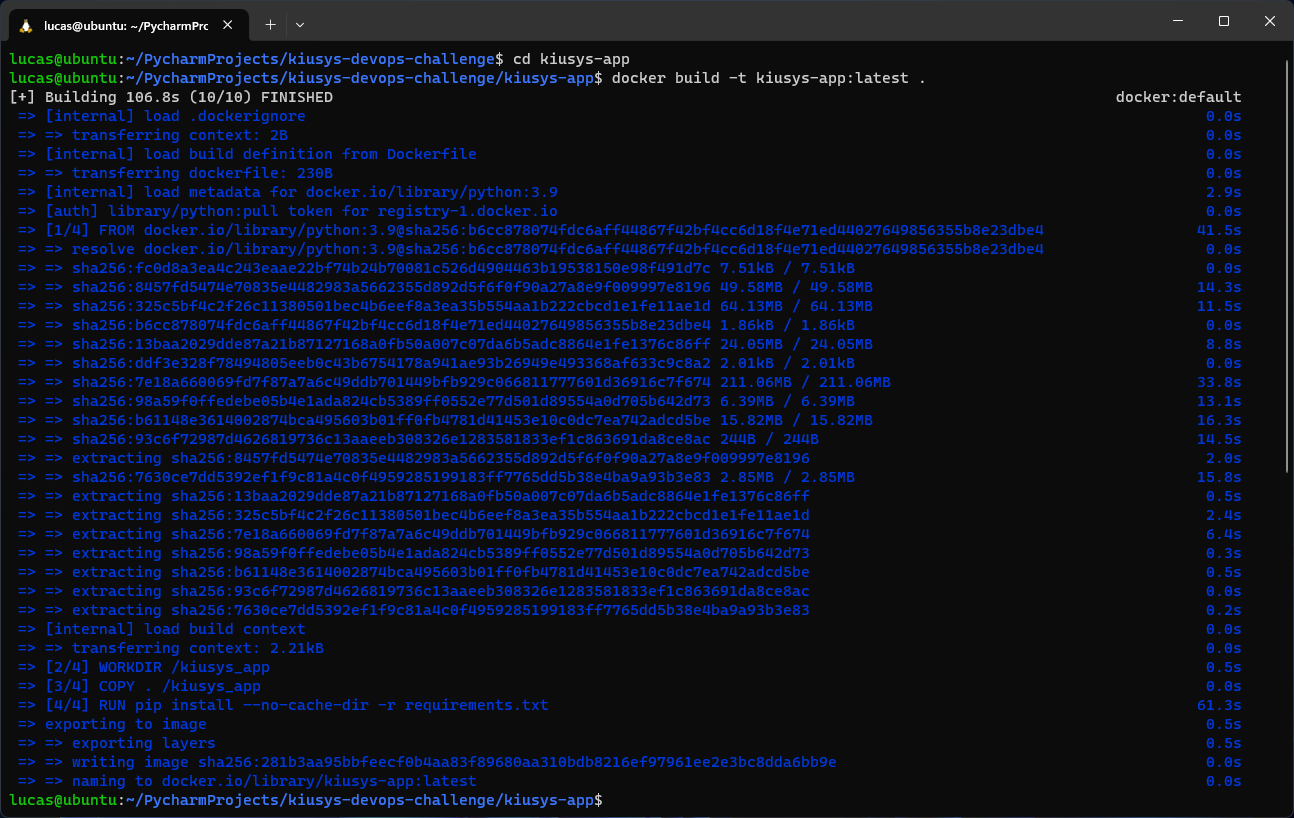 lucas@ubuntu: ~/PycharmPrc
lucas@ubuntu:~/PycharmProjects/kiusys-devops-challenge$ cd kiusys-app
lucas@ubuntu:~/PycharmProjects/kiusys-devops-challenge/kiusys-app$ docker build -t kiusys-app:latest .
[+] Building 106.8s (10/10) FINISHED docker:default
=> [internal] load .dockerignore 0.0s
=> => transferring context: 2B 0.0s
=> [internal] load build definition from Dockerfile 0.0s
=> => transferring dockerfile: 230B 0.0s
=> [internal] load metadata for docker.io/library/python:3.9 2.9s
=> [auth] library/python:pull token for registry-1.docker.io 0.0s
=> [1/4] FROM docker.io/library/python:3.9@sha256:b6cc878074fdc6aff44867f42bf4cc6d18f4e71ed44027649856355b8e23dbe4 41.5s
=> => resolve docker.io/library/python:3.9@sha256:b6cc878074fdc6aff44867f42bf4cc6d18f4e71ed44027649856355b8e23dbe4 0.0s
=> => sha256:fc0d8a3ea4c243eaae22bf74b24b70081c526d4904463b19538150e98f491d7c 7.51kB / 7.51kB 0.0s
=> => sha256:8457fd5474e70835e4482983a5662355d892d5f6f0f90a27a8e9f009997e8196 49.58MB / 49.58MB 14.3s
=> => sha256:325c5bf4c2f26c11380501bec4b6eef8a3ea35b554aa1b222cbcd1e1fe11ae1d 64.13MB / 64.13MB 11.5s
=> => sha256:b6cc878074fdc6aff44867f42bf4cc6d18f4e71ed44027649856355b8e23dbe4 1.86kB / 1.86kB 0.0s
=> => sha256:13baa2029dde87a21b87127168a0fb50a007c07da6b5adc8864e1fe1376c86ff 24.05MB / 24.05MB 8.8s
=> => sha256:ddf3e328f78494805eeb0c43b6754178a941ae93b26949e493368af633c9c8a2 2.01kB / 2.01kB 0.0s
=> => sha256:7e18a660069fd7f87a7a6c49ddb701449bfb929c066811777601d36916c7f674 211.06MB / 211.06MB 33.8s
=> => sha256:98a59f0ffedebe05b4e1ada824cb5389ff0552e77d501d89554a0d705b642d73 6.39MB / 6.39MB 13.1s
=> => sha256:b61148e3614002874bca495603b01ff0fb4781d41453e10c0dc7ea742adcd5be 15.82MB / 15.82MB 16.3s
=> => sha256:93c6f72987d4626819736c13aaeeb308326e1283581833ef1c863691da8ce8ac 244B / 244B 14.5s
=> => extracting sha256:8457fd5474e70835e4482983a5662355d892d5f6f0f90a27a8e9f009997e8196 2.0s
=> => sha256:7630ce7dd5392ef1f9c81a4c0f4959285199183ff7765dd5b38e4ba9a93b3e83 2.85MB / 2.85MB 15.8s
=> => extracting sha256:13baa2029dde87a21b87127168a0fb50a007c07da6b5adc8864e1fe1376c86ff 0.5s
=> => extracting sha256:325c5bf4c2f26c11380501bec4b6eef8a3ea35b554aa1b222cbcd1e1fe11ae1d 2.4s
=> => extracting sha256:7e18a660069fd7f87a7a6c49ddb701449bfb929c066811777601d36916c7f674 6.4s
=> => extracting sha256:98a59f0ffedebe05b4e1ada824cb5389ff0552e77d501d89554a0d705b642d73 0.3s
=> => extracting sha256:b61148e3614002874bca495603b01ff0fb4781d41453e10c0dc7ea742adcd5be 0.5s
=> => extracting sha256:93c6f72987d4626819736c13aaeeb308326e1283581833ef1c863691da8ce8ac 0.0s
=> => extracting sha256:7630ce7dd5392ef1f9c81a4c0f4959285199183ff7765dd5b38e4ba9a93b3e83 0.2s
=> [internal] load build context 0.0s
=> => transferring context: 2.21kB 0.0s
=> [2/4] WORKDIR /kiusys_app 0.5s
=> [3/4] COPY . /kiusys_app 0.0s
=> [4/4] RUN pip install --no-cache-dir -r requirements.txt 61.3s
=> exporting to image 0.5s
=> => exporting layers 0.5s
=> => writing image sha256:281b3aa95bbfeecf0b4aa83f89680aa310bdb8216ef97961ee2e3bc8dda6bb9e 0.0s
=> => naming to docker.io/library/kiusys-app:latest 0.0s
lucas@ubuntu:~/PycharmProjects/kiusys-devops-challenge/kiusys-app$